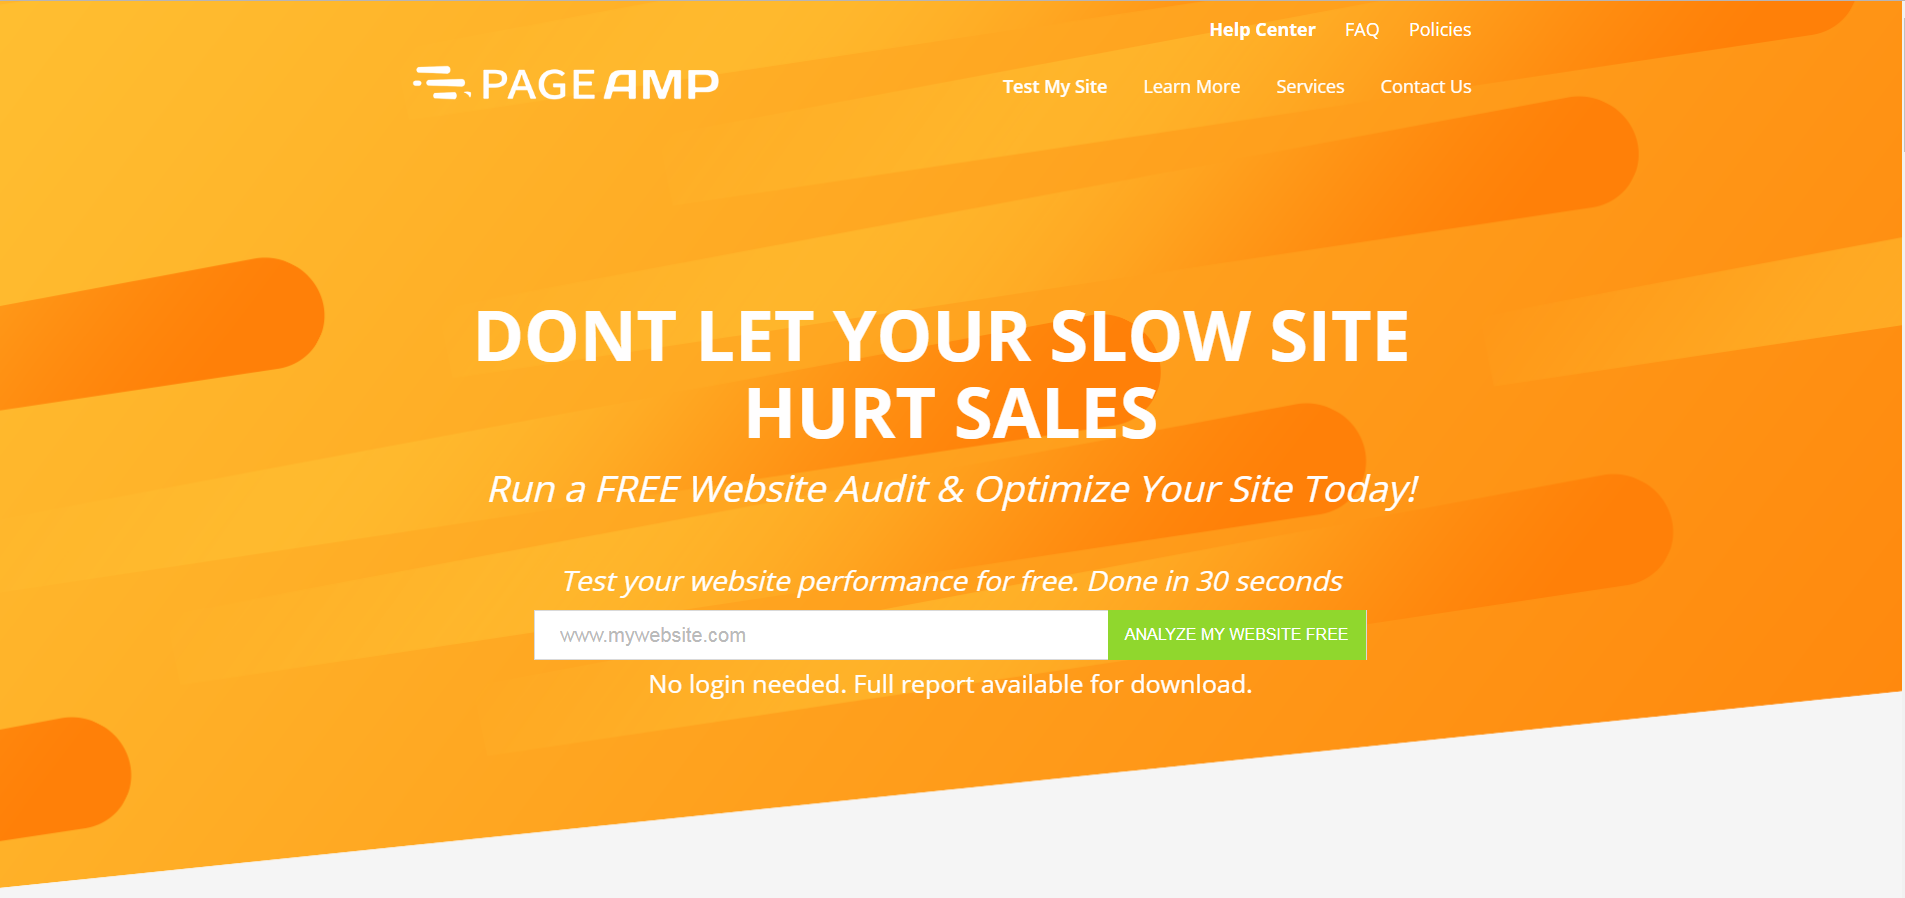 Help Center FAQ Policies
PAGE AMP
Test My Site Learn More Services Contact Us
DONT LET YOUR SLOW SITE
HURT SALES
Run a FREE Website Audit & Optimize Your Site Today!
Test your website performance for free. Done in 30 seconds
www.mywebsite.com
ANALYZE MY WEBSITE FREE
No login needed. Full report available for download.